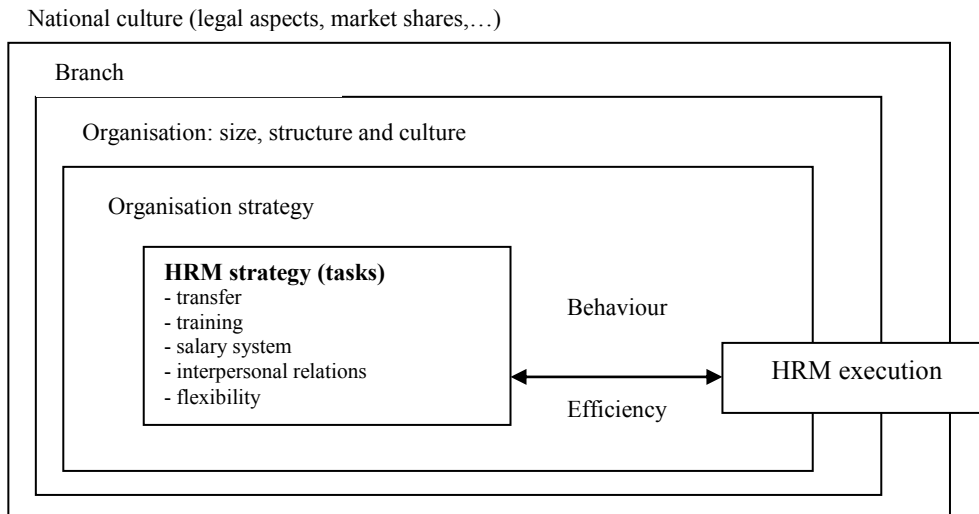 National culture (legal aspects, market shares,…)
Branch
Organisation: size, structure and culture
Organisation strategy
HRM strategy (tasks)
- transfer
- training
- salary system
- interpersonal relations
- flexibility
Behaviour
Efficiency
HRM execution